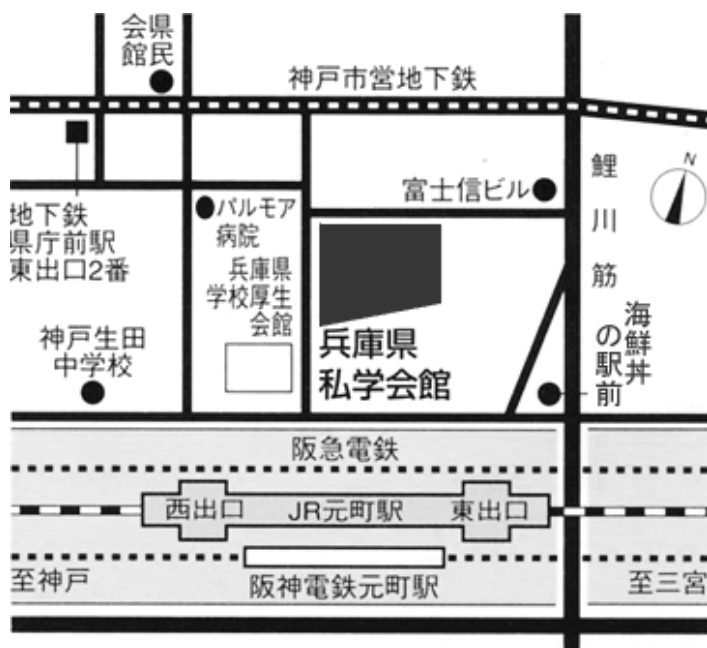 県民
会館
神戸市営地下鉄
鯉川筋
N
富士信ビル
パルモア
病院
地下鉄
県庁前駅
東出口2番
兵庫県
学校厚生
会館
神戸生田
中学校
兵庫県
私学会館
海鮮丼
の駅前
阪急電鉄
西出口
JR元町駅
東出口
至神戸
阪神電鉄元町駅
至三宮